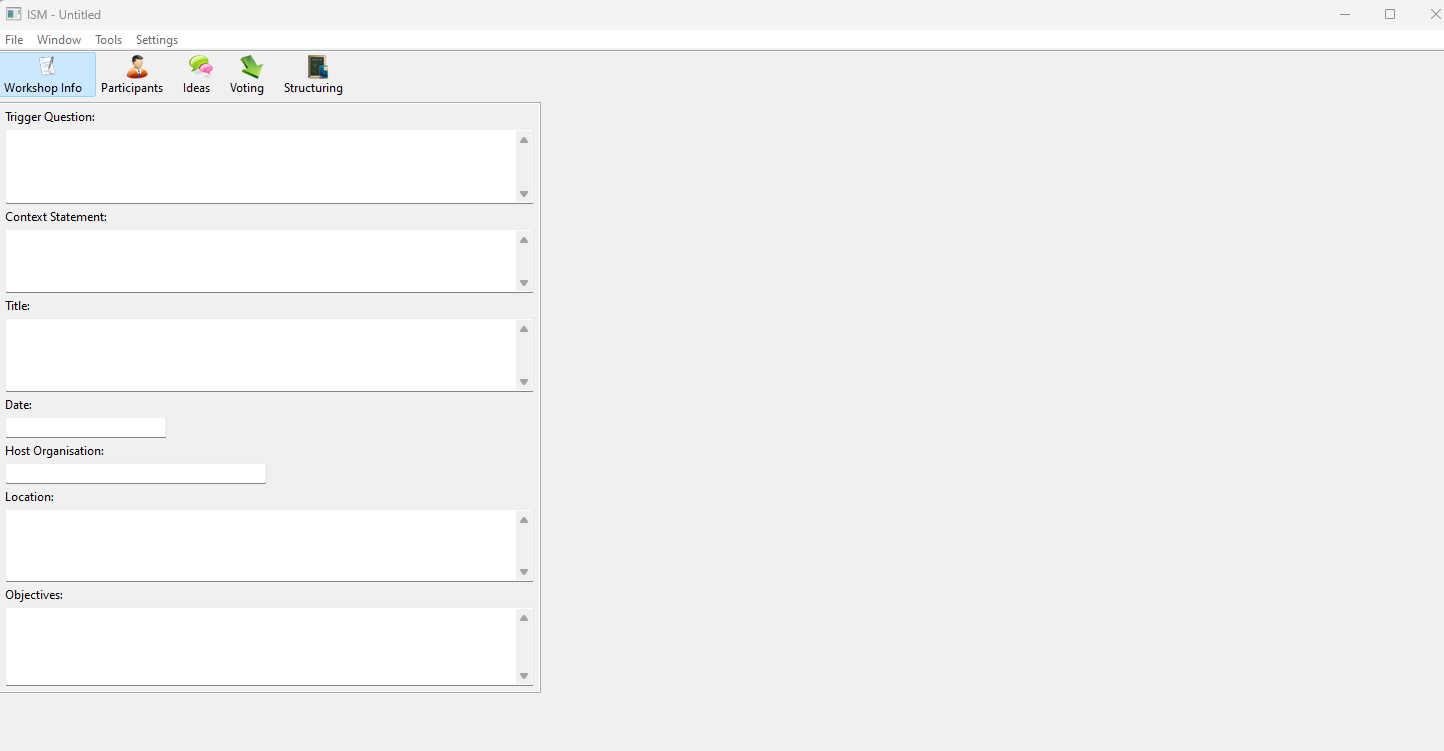 ISM - Untitled
File Window Tools Settings
Workshop Info Participants Ideas Voting Structuring
Trigger Question:
Context Statement:
Title:
Date:
Host Organisation:
Location:
Objectives: